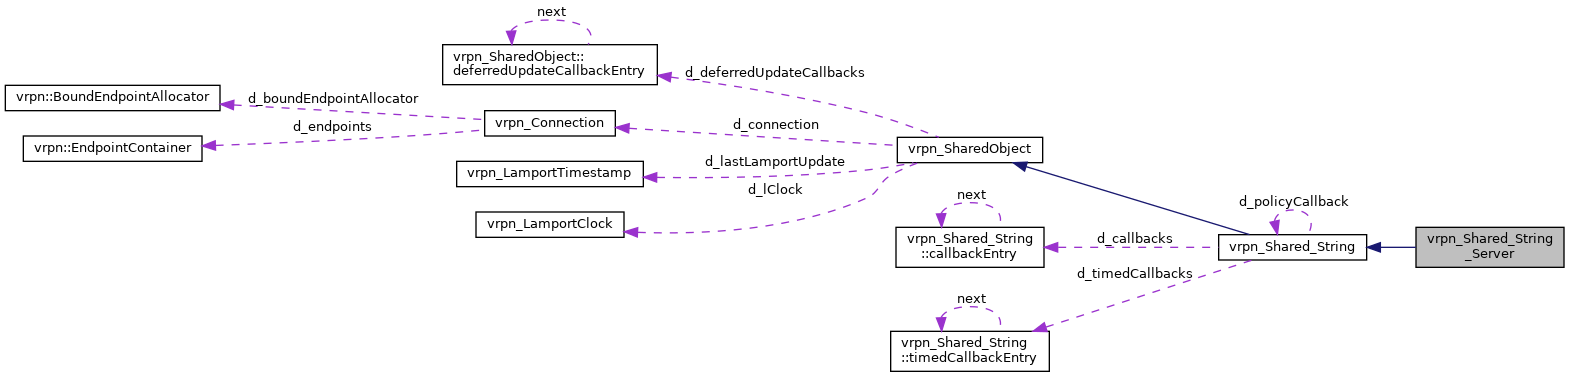 next
vrpn_SharedObject::
deferredUpdateCallbackEntry
d_deferredUpdateCallbacks
vrpn::BoundEndpointAllocator
d_boundEndpointAllocator
vrpn_Connection
d_connection
d_endpoints
vrpn::EndpointContainer
vrpn_SharedObject
d_lastLamportUpdate
vrpn_LamportTimestamp
d_lClock
vrpn_LamportClock
next
d_policyCallback
vrpn_Shared_String
::callbackEntry
d_callbacks
vrpn_Shared_String
vrpn_Shared_String
_Server
d_timedCallbacks
next
vrpn_Shared_String
::timedCallbackEntry